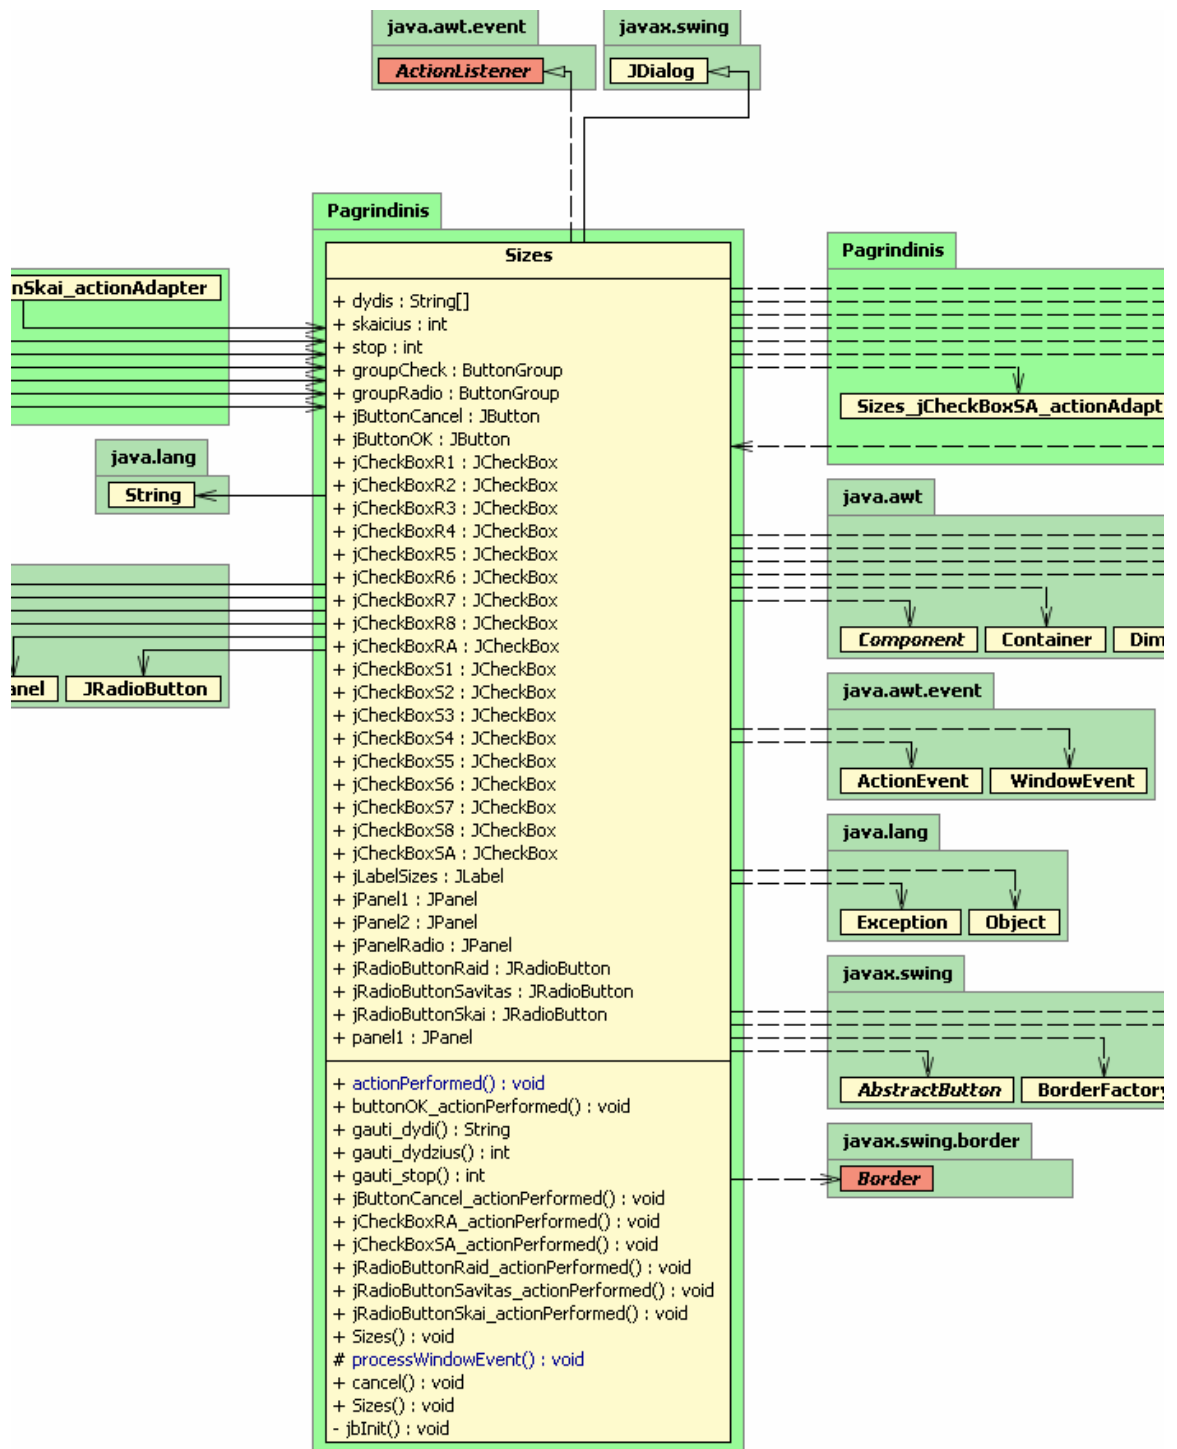 java.awt.event
javax.swing
ActionListener
JDialog
Pagrindinis
Sizes
+ dydis : String[]
+ skaicius : int
+ stop : int
+ groupCheck : ButtonGroup
+ groupRadio : ButtonGroup
+ jButtonCancel : JButton
+ jButtonOK : JButton
+ jCheckBoxR1 : JCheckBox
+ jCheckBoxR2 : JCheckBox
+ jCheckBoxR3 : JCheckBox
+ jCheckBoxR4 : JCheckBox
+ jCheckBoxR5 : JCheckBox
+ jCheckBoxR6 : JCheckBox
+ jCheckBoxR7 : JCheckBox
+ jCheckBoxR8 : JCheckBox
+ jCheckBoxRA : JCheckBox
+ jCheckBoxS1 : JCheckBox
+ jCheckBoxS2 : JCheckBox
+ jCheckBoxS3 : JCheckBox
+ jCheckBoxS4 : JCheckBox
+ jCheckBoxS5 : JCheckBox
+ jCheckBoxS6 : JCheckBox
+ jCheckBoxS7 : JCheckBox
+ jCheckBoxS8 : JCheckBox
+ jCheckBoxSA : JCheckBox
+ jLabelSizes : JLabel
+ jPanel1 : JPanel
+ jPanel2 : JPanel
+ jPanelRadio : JPanel
+ jRadioButtonRaid : JRadioButton
+ jRadioButtonSavitas : JRadioButton
+ jRadioButtonSkai : JRadioButton
+ panel1 : JPanel
+ actionPerformed() : void
+ buttonOK_actionPerformed() : void
+ gauti_dydi() : String
+ gauti_dydzius() : int
+ gauti_stop() : int
+ jButtonCancel_actionPerformed() : void
+ jCheckBoxRA_actionPerformed() : void
+ jCheckBoxSA_actionPerformed() : void
+ jRadioButtonRaid_actionPerformed() : void
+ jRadioButtonSavitas_actionPerformed() : void
+ jRadioButtonSkai_actionPerformed() : void
+ Sizes() : void
# processWindowEvent() : void
+ cancel() : void
+ Sizes() : void
- jbInit() : void
nSkai_actionAdapter
java.lang
String
anel
JRadioButton
Pagrindinis
Sizes_jCheckBoxSA_actionAdapt
java.awt
Component
Container
Dim
java.awt.event
ActionEvent
WindowEvent
java.lang
Exception
Object
javax.swing
AbstractButton
BorderFactory
javax.swing.border
Border